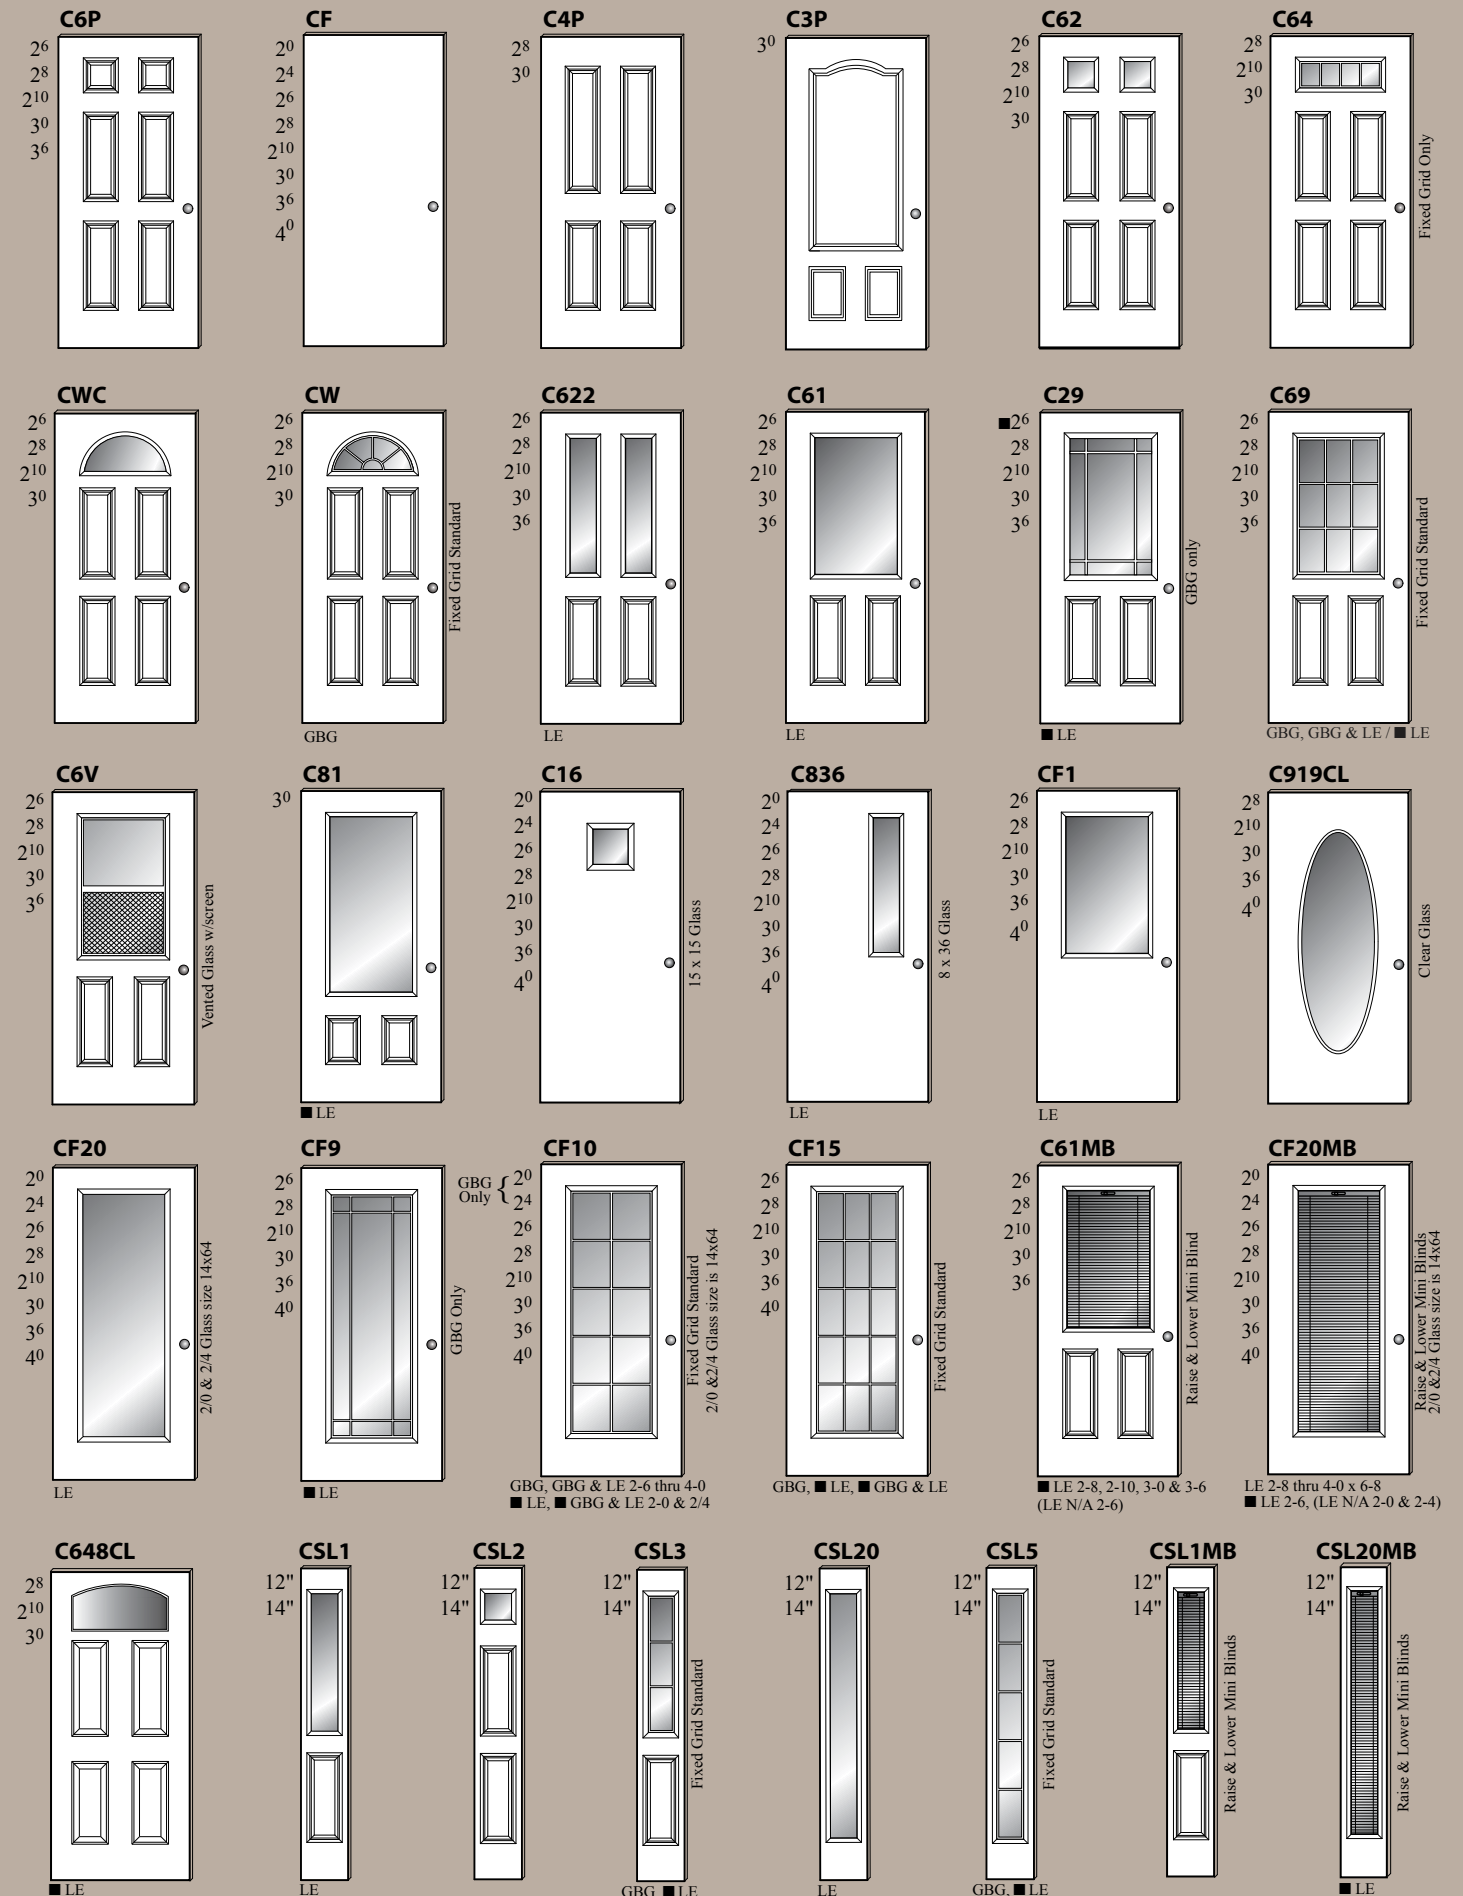 C6P
2⁶
2⁸
2¹⁰
3⁰
3⁶
CF
2⁰
2⁴
2⁶
2⁸
2¹⁰
3⁰
3⁶
4⁰
C4P
2⁸
3⁰
C3P
3⁰
C62
2⁶
2⁸
2¹⁰
3⁰
C64
2⁸
2¹⁰
3⁰
Fixed Grid Only
CWC
2⁶
2⁸
2¹⁰
3⁰
CW
2⁶
2⁸
2¹⁰
3⁰
Fixed Grid Standard
GBG
C622
2⁶
2⁸
2¹⁰
3⁰
3⁶
LE
C61
2⁶
2⁸
2¹⁰
3⁰
3⁶
LE
C29
■2⁶
2⁸
2¹⁰
3⁰
3⁶
GBG only
■ LE
C69
2⁶
2⁸
2¹⁰
3⁰
3⁶
Fixed Grid Standard
GBG, GBG & LE / ■ LE
C6V
2⁶
2⁸
2¹⁰
3⁰
3⁶
Vented Glass w/screen
C81
3⁰
■ LE
C16
2⁰
2⁴
2⁶
2⁸
2¹⁰
3⁰
3⁶
4⁰
15 x 15 Glass
C836
2⁰
2⁴
2⁶
2⁸
2¹⁰
3⁰
3⁶
4⁰
8 x 36 Glass
LE
CF1
2⁶
2⁸
2¹⁰
3⁰
3⁶
4⁰
LE
C919CL
2⁸
2¹⁰
3⁰
3⁶
4⁰
Clear Glass
CF20
2⁰
2⁴
2⁶
2⁸
2¹⁰
3⁰
3⁶
4⁰
2/0 & 2/4 Glass size 14x64
LE
CF9
2⁶
2⁸
2¹⁰
3⁰
3⁶
4⁰
GBG Only
■ LE
CF10
GBG
Only {
2⁰
2⁴
2⁶
2⁸
2¹⁰
3⁰
3⁶
4⁰
Fixed Grid Standard
2/0 &2/4 Glass size is 14x64
GBG, GBG & LE 2-6 thru 4-0
■ LE, ■ GBG & LE 2-0 & 2/4
CF15
2⁶
2⁸
2¹⁰
3⁰
3⁶
4⁰
Fixed Grid Standard
GBG, ■ LE, ■ GBG & LE
C61MB
2⁶
2⁸
2¹⁰
3⁰
3⁶
Raise & Lower Mini Blind
■ LE 2-8, 2-10, 3-0 & 3-6
(LE N/A 2-6)
CF20MB
2⁰
2⁴
2⁶
2⁸
2¹⁰
3⁰
3⁶
4⁰
Raise & Lower Mini Blinds
2/0 &2/4 Glass size is 14x64
LE 2-8 thru 4-0 x 6-8
■ LE 2-6, (LE N/A 2-0 & 2-4)
C648CL
2⁸
2¹⁰
3⁰
■ LE
CSL1
12"
14"
LE
CSL2
12"
14"
CSL3
12"
14"
Fixed Grid Standard
GBG, ■ LE
CSL20
12"
14"
LE
CSL5
12"
14"
Fixed Grid Standard
GBG, ■ LE
CSL1MB
12"
14"
Raise & Lower Mini Blinds
CSL20MB
12"
14"
Raise & Lower Mini Blinds
■ LE